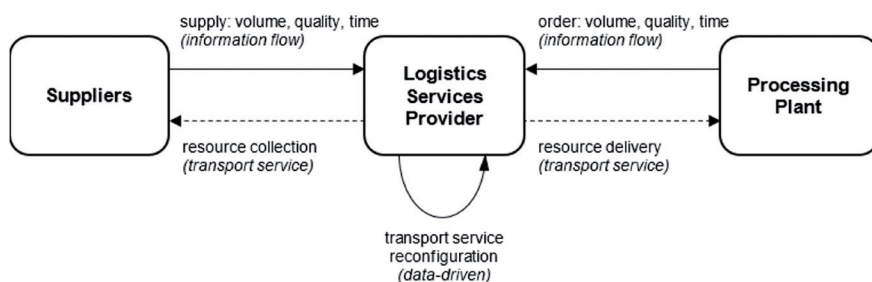 supply: volume, quality, time
(information flow)
order: volume, quality, time
(information flow)
Suppliers
Logistics
Services
Provider
Processing
Plant
resource collection
(transport service)
resource delivery
(transport service)
transport service
reconfiguration
(data-driven)